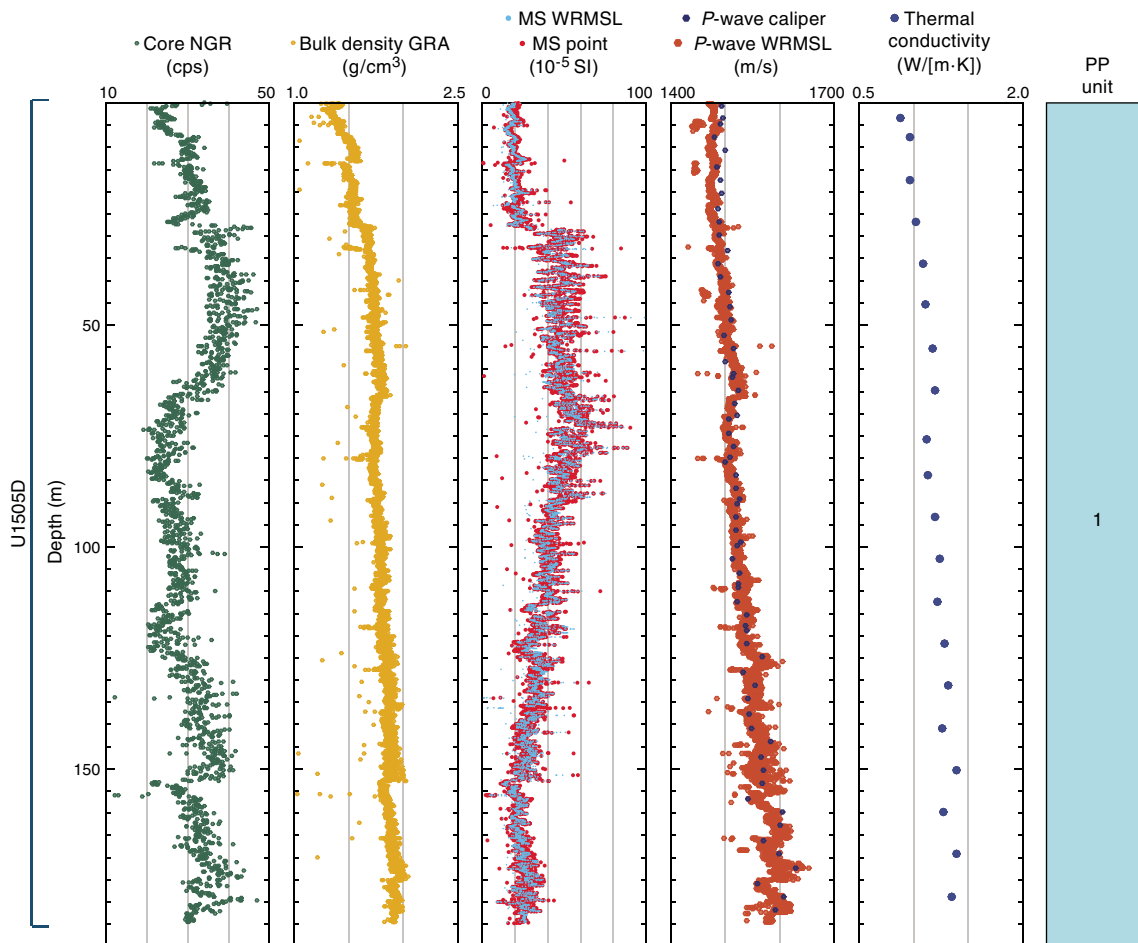 Core NGR
(cps)
Bulk density GRA
(g/cm³)
MS WRMSL
MS point
(10⁻⁵ SI)
P-wave caliper
P-wave WRMSL
(m/s)
Thermal
conductivity
(W/[m·K])
PP
unit
10 50
1.0 2.5
0 100
1400 1700
0.5 2.0
U1505D
Depth (m)
50
100
150
1